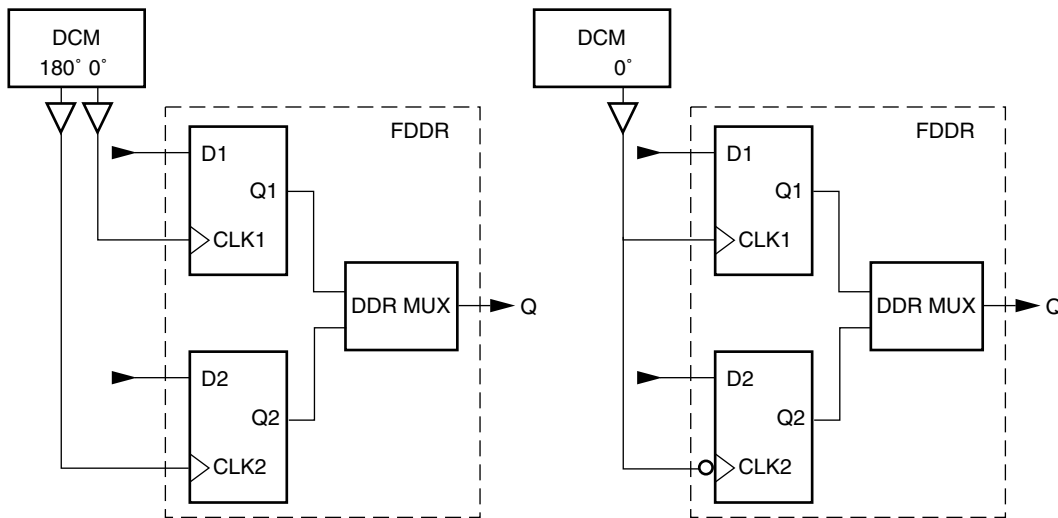 DCM
180° 0°
FDDR
D1
Q1
CLK1
DDR MUX
Q
D2
Q2
CLK2
DCM
0°
FDDR
D1
Q1
CLK1
DDR MUX
Q
D2
Q2
CLK2